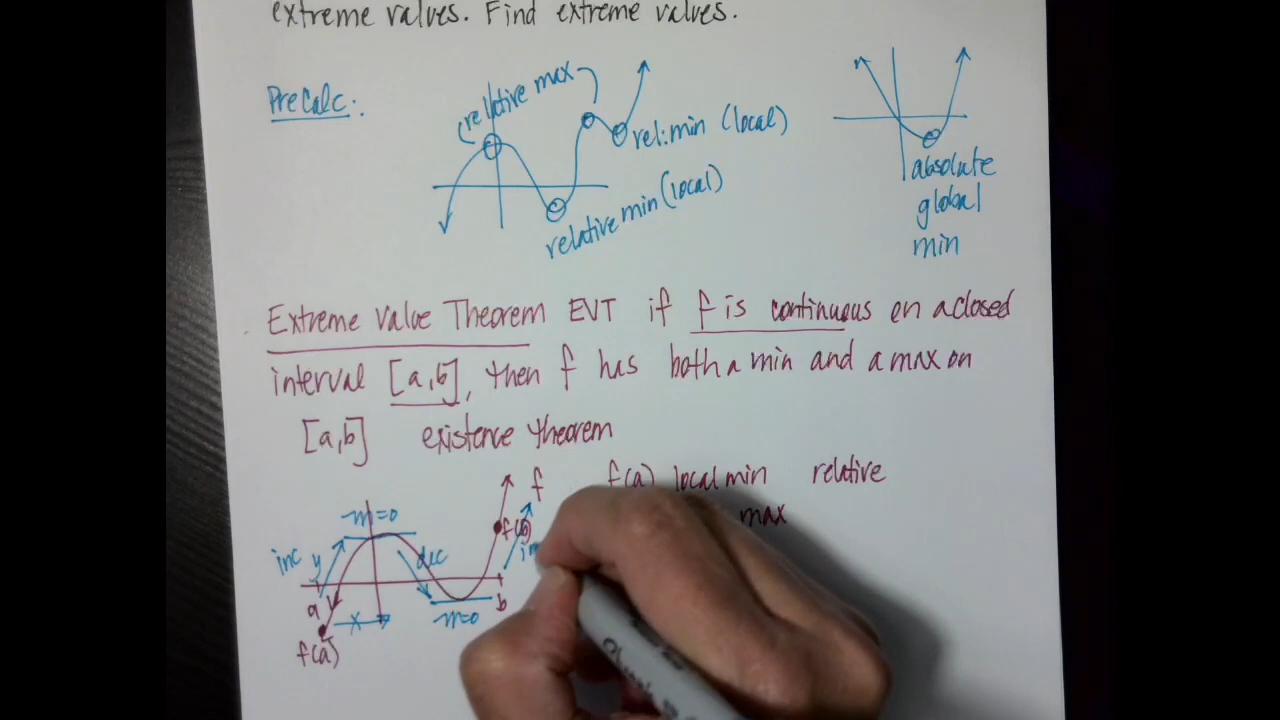 extreme values. Find extreme values.
PreCalc:
relative max
rel. min (local)
relative min (local)
absolute
global
min
Extreme Value Theorem EVT if f is continuous on a closed
interval [a,b], then f has both a min and a max on
[a,b] existence theorem
f(a) local min relative
max
f
m=0
f(b)
inc
y
dec
a
b
x
m=0
f(a)